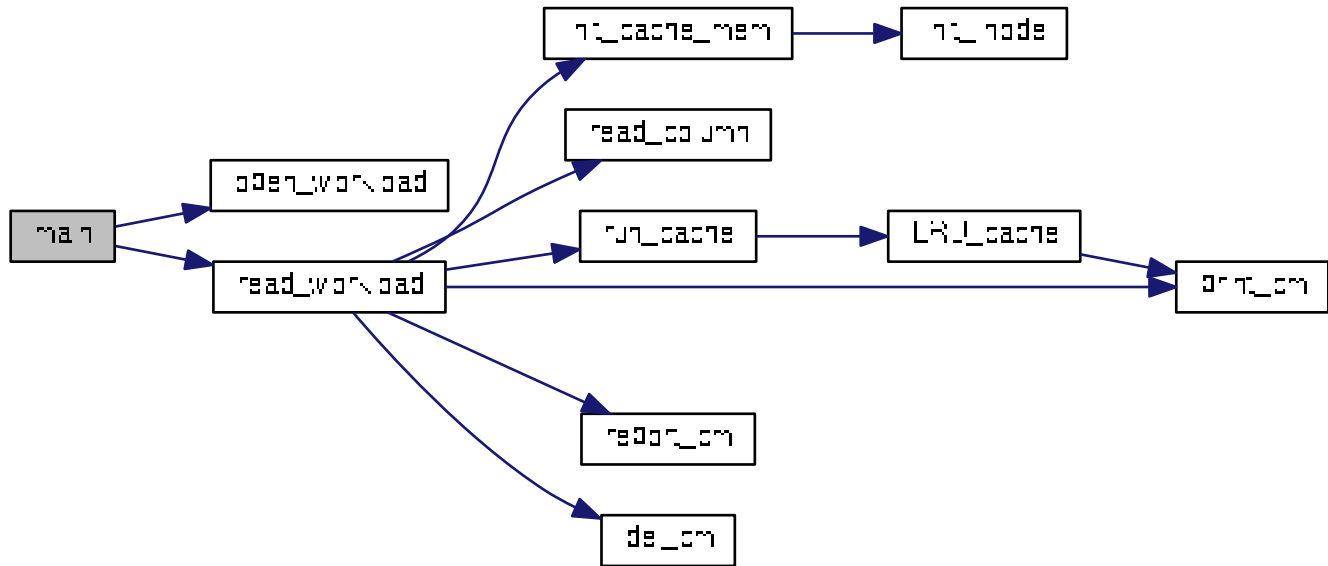 init_cache_mem
init_node
read_column
open_workload
main
run_cache
LRU_cache
read_workload
print_cm
report_cm
del_cm